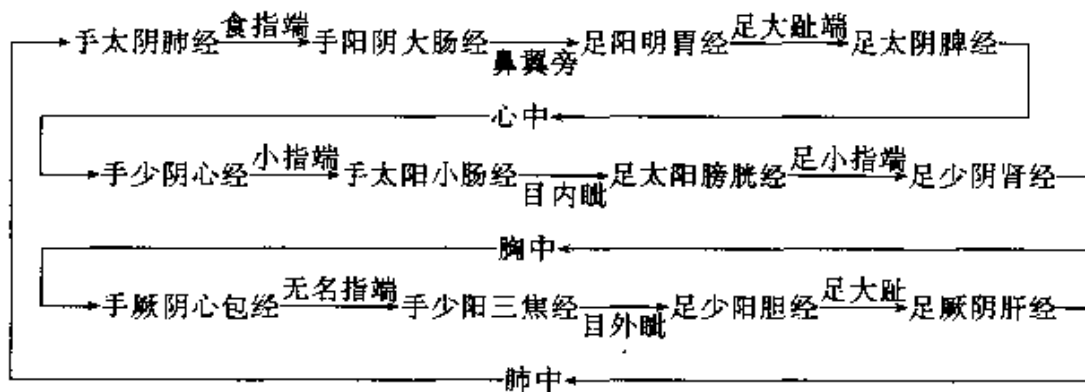 手太阴肺经 食指端 手阳阴大肠经 鼻翼旁 足阳明胃经 足大趾端 足太阴脾经
心中
手少阴心经 小指端 手太阳小肠经 目内眦 足太阳膀胱经 足小指端 足少阴肾经
胸中
手厥阴心包经 无名指端 手少阳三焦经 目外眦 足少阳胆经 足大趾 足厥阴肝经
肺中